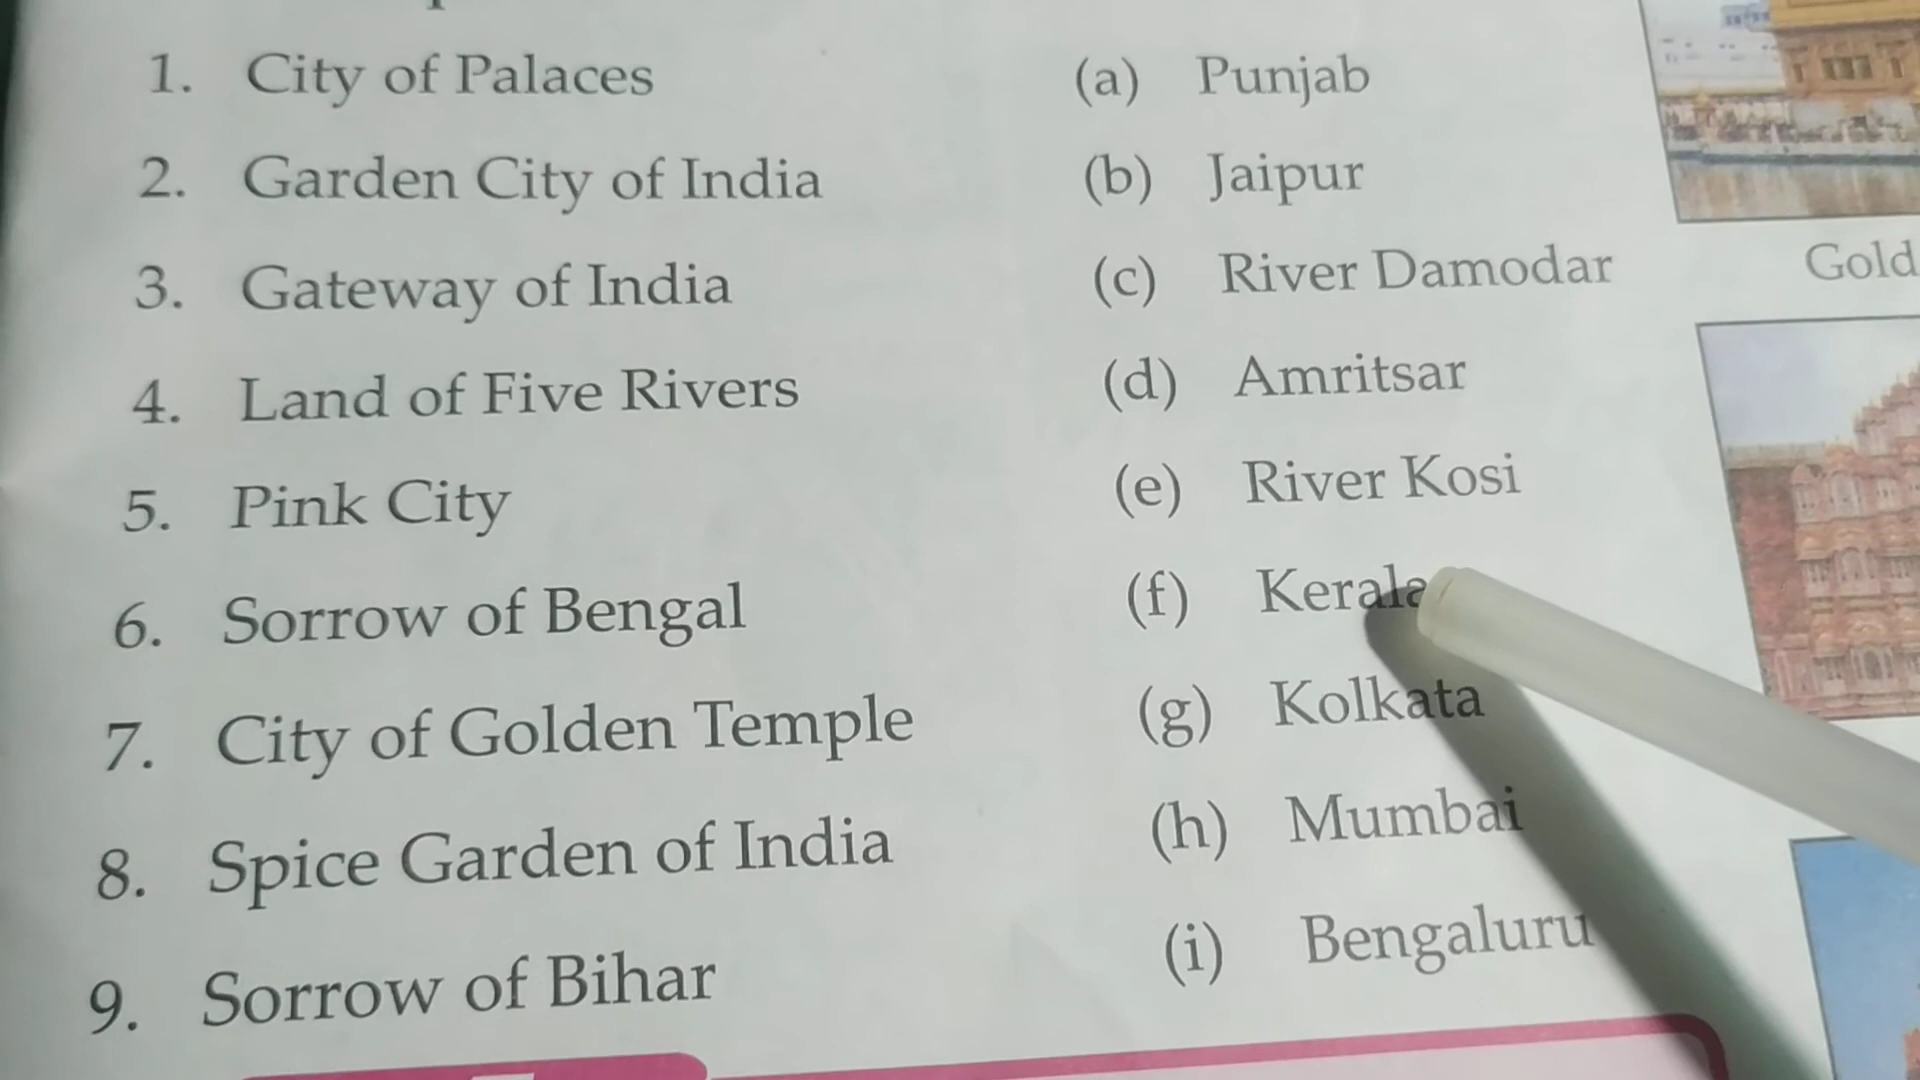 1. City of Palaces (a) Punjab
2. Garden City of India (b) Jaipur
3. Gateway of India (c) River Damodar
Gold
4. Land of Five Rivers (d) Amritsar
5. Pink City (e) River Kosi
6. Sorrow of Bengal (f) Kerala
7. City of Golden Temple (g) Kolkata
8. Spice Garden of India (h) Mumbai
9. Sorrow of Bihar (i) Bengaluru